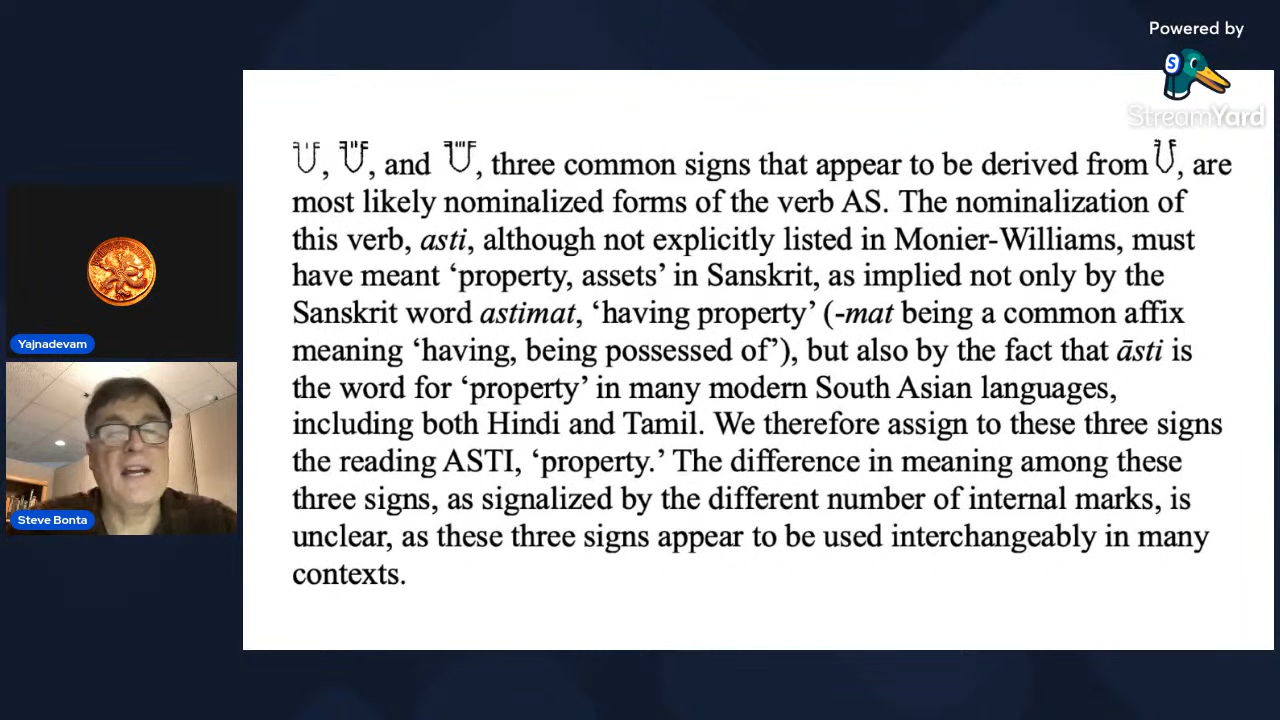 Powered by
StreamYard
, , and , three common signs that appear to be derived from , are
most likely nominalized forms of the verb AS. The nominalization of
this verb, asti, although not explicitly listed in Monier-Williams, must
have meant ‘property, assets’ in Sanskrit, as implied not only by the
Sanskrit word astimat, ‘having property’ (-mat being a common affix
meaning ‘having, being possessed of’), but also by the fact that āsti is
the word for ‘property’ in many modern South Asian languages,
including both Hindi and Tamil. We therefore assign to these three signs
the reading ASTI, ‘property.’ The difference in meaning among these
three signs, as signalized by the different number of internal marks, is
unclear, as these three signs appear to be used interchangeably in many
contexts.
Yajnadevam
Steve Bonta